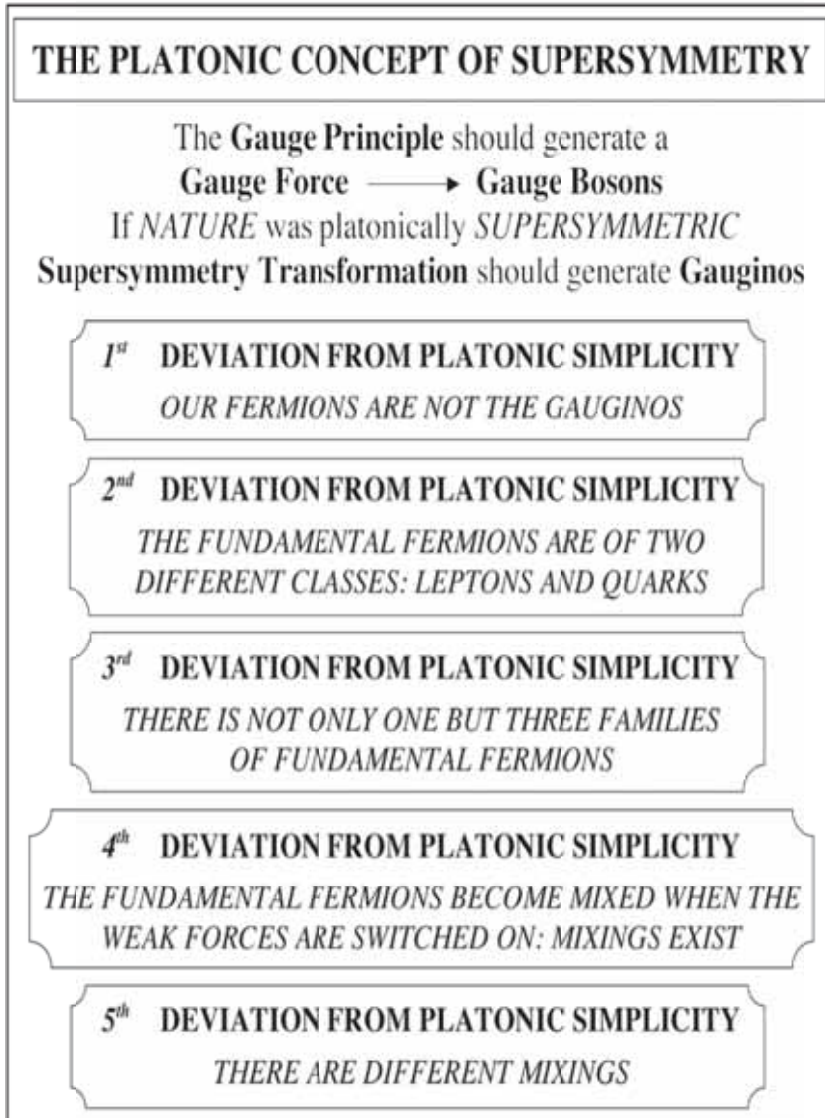 THE PLATONIC CONCEPT OF SUPERSYMMETRY
The Gauge Principle should generate a
Gauge Force → Gauge Bosons
If NATURE was platonically SUPERSYMMETRIC
Supersymmetry Transformation should generate Gauginos
1st DEVIATION FROM PLATONIC SIMPLICITY
OUR FERMIONS ARE NOT THE GAUGINOS
2nd DEVIATION FROM PLATONIC SIMPLICITY
THE FUNDAMENTAL FERMIONS ARE OF TWO
DIFFERENT CLASSES: LEPTONS AND QUARKS
3rd DEVIATION FROM PLATONIC SIMPLICITY
THERE IS NOT ONLY ONE BUT THREE FAMILIES
OF FUNDAMENTAL FERMIONS
4th DEVIATION FROM PLATONIC SIMPLICITY
THE FUNDAMENTAL FERMIONS BECOME MIXED WHEN THE
WEAK FORCES ARE SWITCHED ON: MIXINGS EXIST
5th DEVIATION FROM PLATONIC SIMPLICITY
THERE ARE DIFFERENT MIXINGS